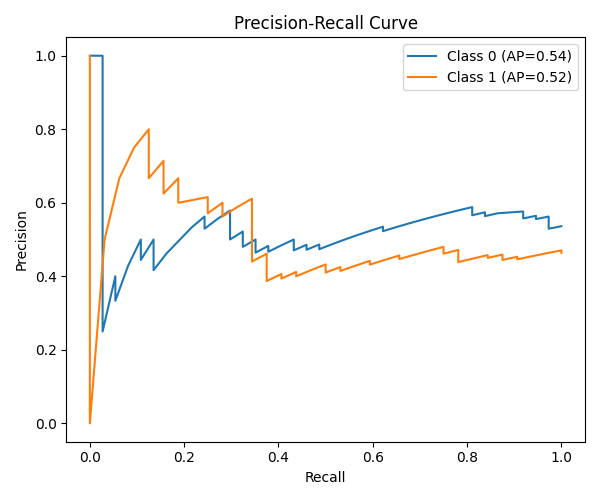 Precision-Recall Curve
Class 0 (AP=0.54)
Class 1 (AP=0.52)
Precision
1.0
0.8
0.6
0.4
0.2
0.0
0.0 0.2 0.4 0.6 0.8 1.0
Recall